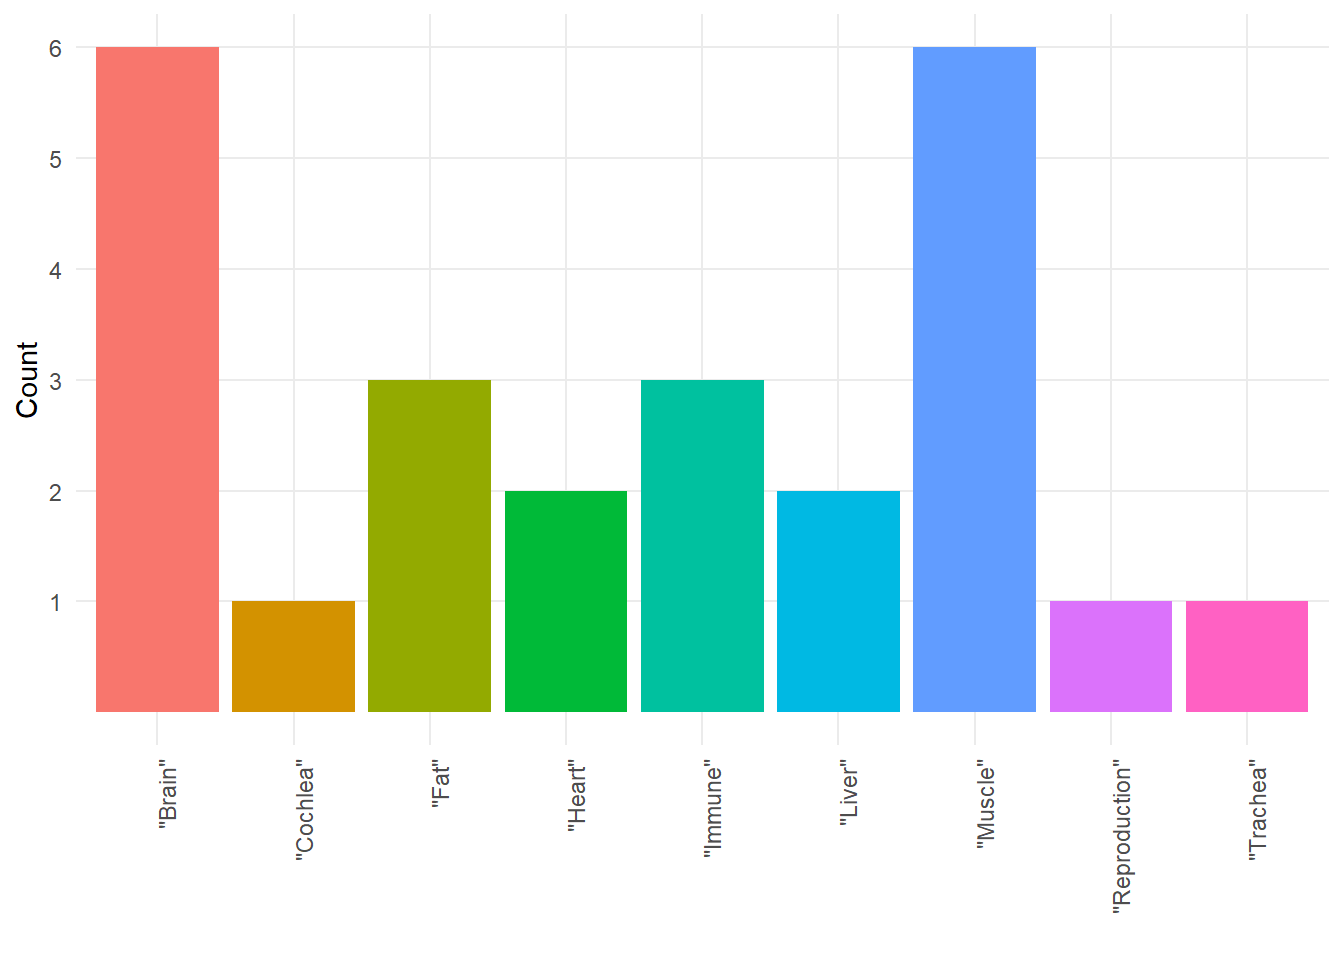 6
5
4
3
2
1
Count
"Brain"
"Cochlea"
"Fat"
"Heart"
"Immune"
"Liver"
"Muscle"
"Reproduction"
"Trachea"